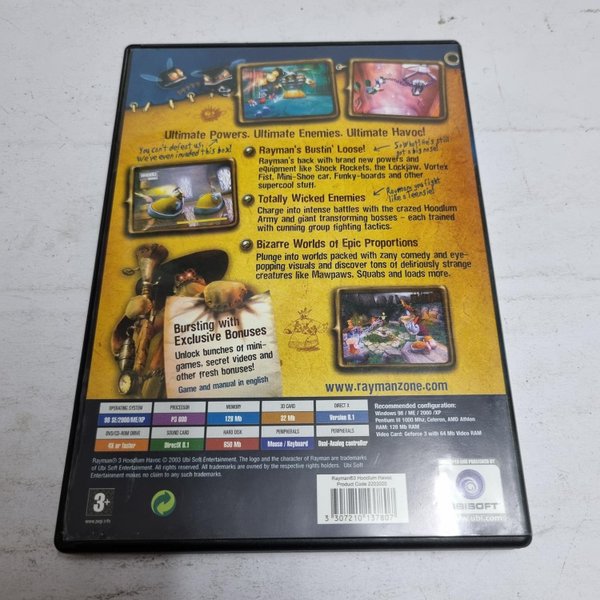 Ultimate Powers. Ultimate Enemies. Ultimate Havoc!
You can't defeat us,
We've even invaded this box!
Rayman's Bustin' Loose!
Rayman's back with brand new powers and
equipment like Shock Rockets, the Lockjaw, Vortex
Fist, Mini-Shoe car, Funky-boards and other
supercool stuff.
Totally Wicked Enemies
Charge into intense battles with the crazed Hoodlum
Army and giant transforming bosses - each trained
with cunning group fighting tactics.
Bizarre Worlds of Epic Proportions
Plunge into worlds packed with zany comedy and eye-
popping visuals and discover tons of deliriously strange
creatures like Mawpaws, Squabs and loads more.
Bursting with
Exclusive Bonuses
Unlock bunches of mini-
games, secret videos and
other fresh bonuses!
Game and manual in english
www.raymanzone.com
OPERATING SYSTEM
98 SE/2000/ME/XP
PROCESSOR
MEMORY
128 Mb
3D CARD
32 Mb
DIRECT X
Version 8.1
DVD/CD-ROM DRIVE
4X or faster
SOUND CARD
DirectX 8.1
HARD DISK
650 Mb
PERIPHERALS
Mouse / Keyboard
PERIPHERALS
Dual-Analog controller
Recommended configuration:
Windows 98 / ME / 2000 /XP
Pentium III 1000 Mhz, Celeron, AMD Athlon
RAM: 128 Mb RAM
Video Card: Geforce 3 with 64 Mb Video RAM
Rayman® 3 Hoodlum Havoc © 2003 Ubi Soft Entertainment. The logo and the character of Rayman are trademarks
of Ubi Soft Entertainment. All rights reserved. All trademarks are owned by the respective rights holders. Ubi Soft
Entertainment makes no claim to any right thereto.
3+
www.pegi.info
Rayman®3 Hoodlum Havoc
3 307210 137807
UBISOFT
www.ubi.com